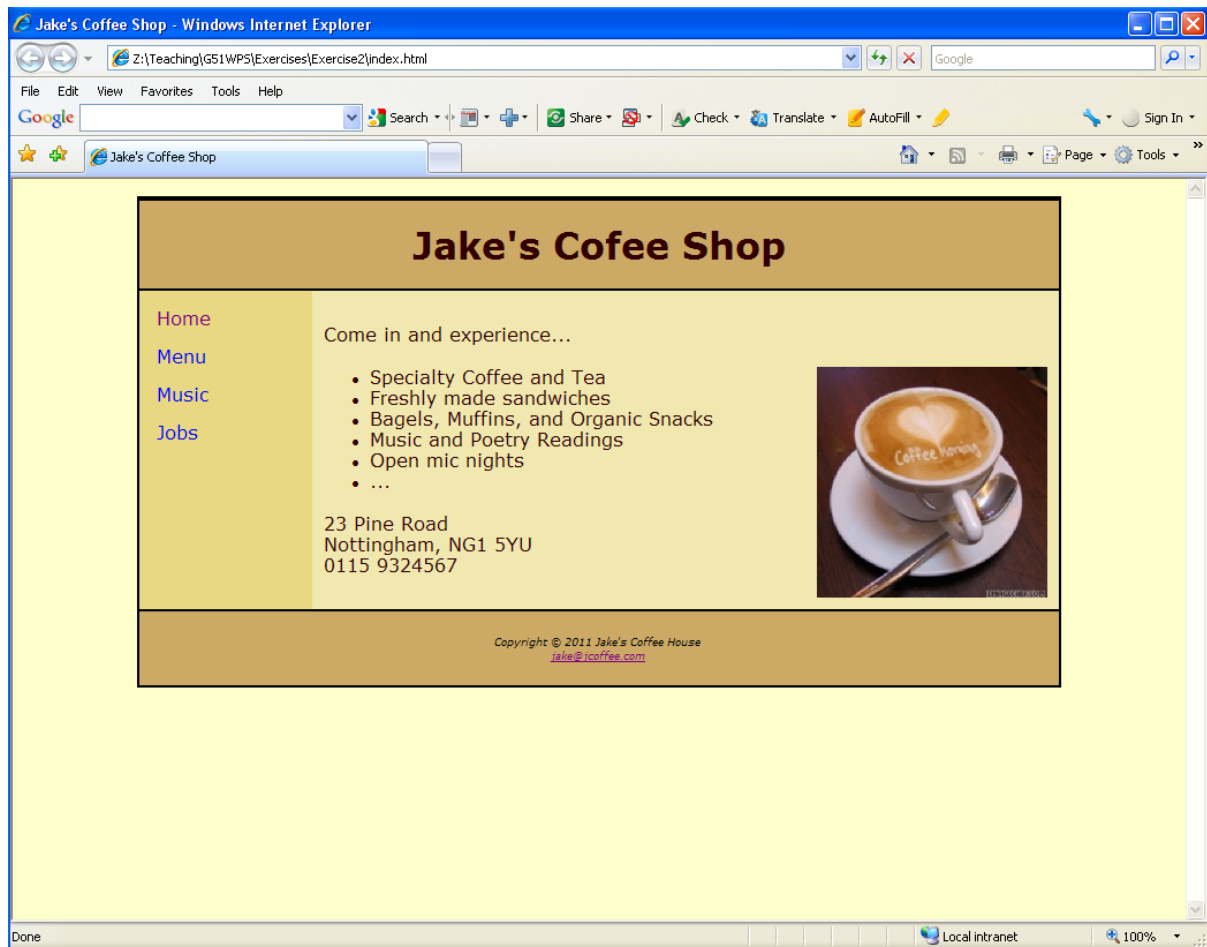 Jake's Coffee Shop - Windows Internet Explorer
Z:\Teaching\G51WPS\Exercises\Exercise2\index.html
Google
File Edit View Favorites Tools Help
Google Search Share Check Translate AutoFill Sign In
Jake's Coffee Shop Page Tools
Jake's Cofee Shop
Home
Menu
Music
Jobs
Come in and experience...
• Specialty Coffee and Tea
• Freshly made sandwiches
• Bagels, Muffins, and Organic Snacks
• Music and Poetry Readings
• Open mic nights
• ...
Coffee Morning
23 Pine Road
Nottingham, NG1 5YU
0115 9324567
Copyright © 2011 Jake's Coffee House
jake@jcoffee.com
Done Local intranet 100%